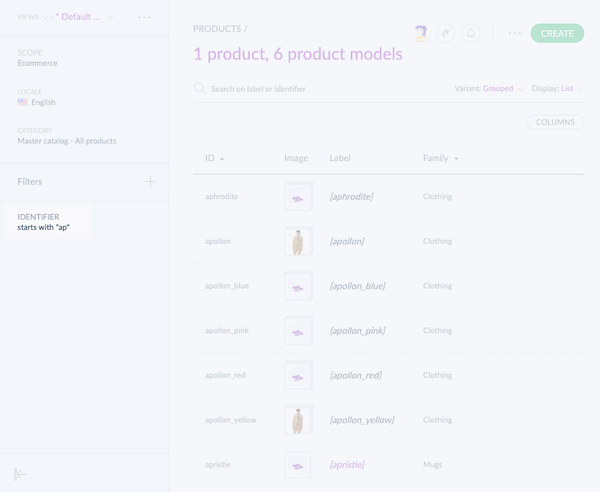 VIEWS / * Default ...
SCOPE
Ecommerce
LOCALE
English
CATEGORY
Master catalog - All products
Filters
IDENTIFIER
starts with "ap"
PRODUCTS /
CREATE
1 product, 6 product models
Search on label or identifier
Variant: Grouped
Display: List
COLUMNS
ID Image Label Family
aphrodite [aphrodite] Clothing
apollon [apollon] Clothing
apollon_blue [apollon_blue] Clothing
apollon_pink [apollon_pink] Clothing
apollon_red [apollon_red] Clothing
apollon_yellow [apollon_yellow] Clothing
apristie [apristie] Mugs